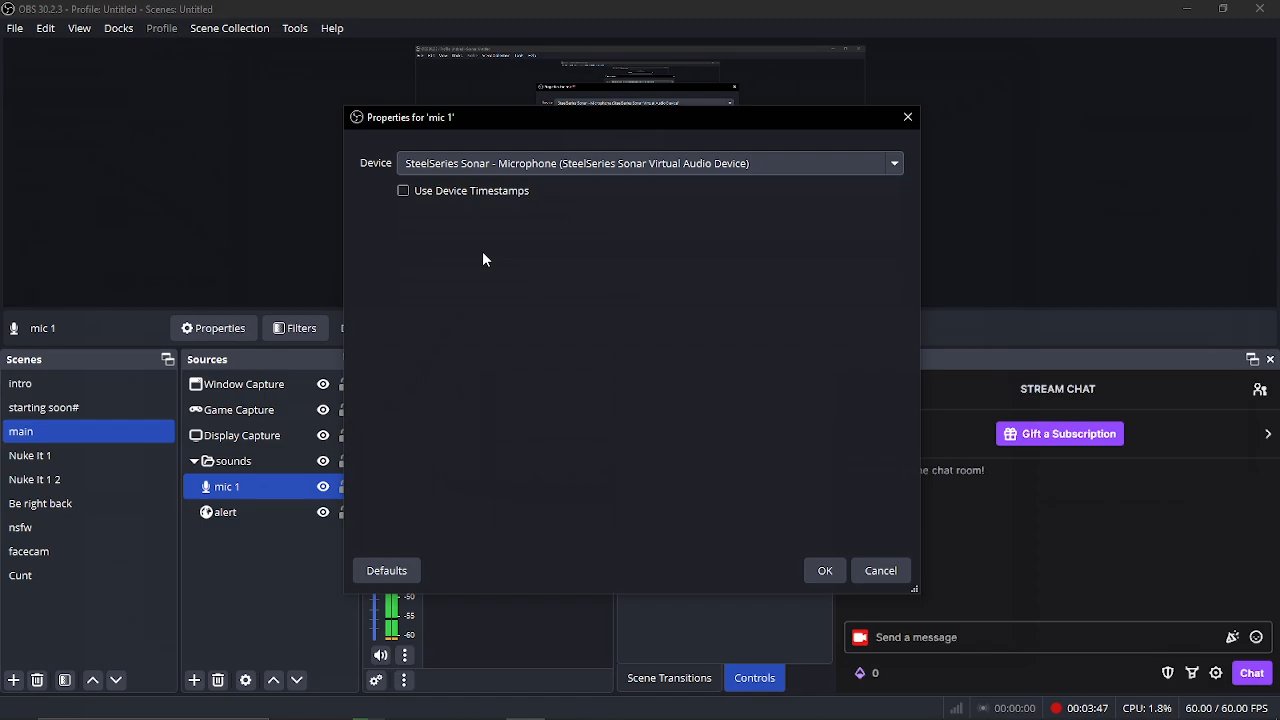 OBS 30.2.3 - Profile: Untitled - Scenes: Untitled
File Edit View Docks Profile Scene Collection Tools Help
Properties for 'mic 1'
Device SteelSeries Sonar - Microphone (SteelSeries Sonar Virtual Audio Device)
Use Device Timestamps
mic 1 Properties Filters
Scenes Sources
intro
starting soon#
main
Nuke It 1
Nuke It 1 2
Be right back
nsfw
facecam
Cunt
Window Capture
Game Capture
Display Capture
sounds
mic 1
alert
Defaults OK Cancel
-50
-55
-60
Scene Transitions Controls
STREAM CHAT
Gift a Subscription
e chat room!
Send a message
0 Chat
00:00:00 00:03:47 CPU: 1.8% 60.00 / 60.00 FPS